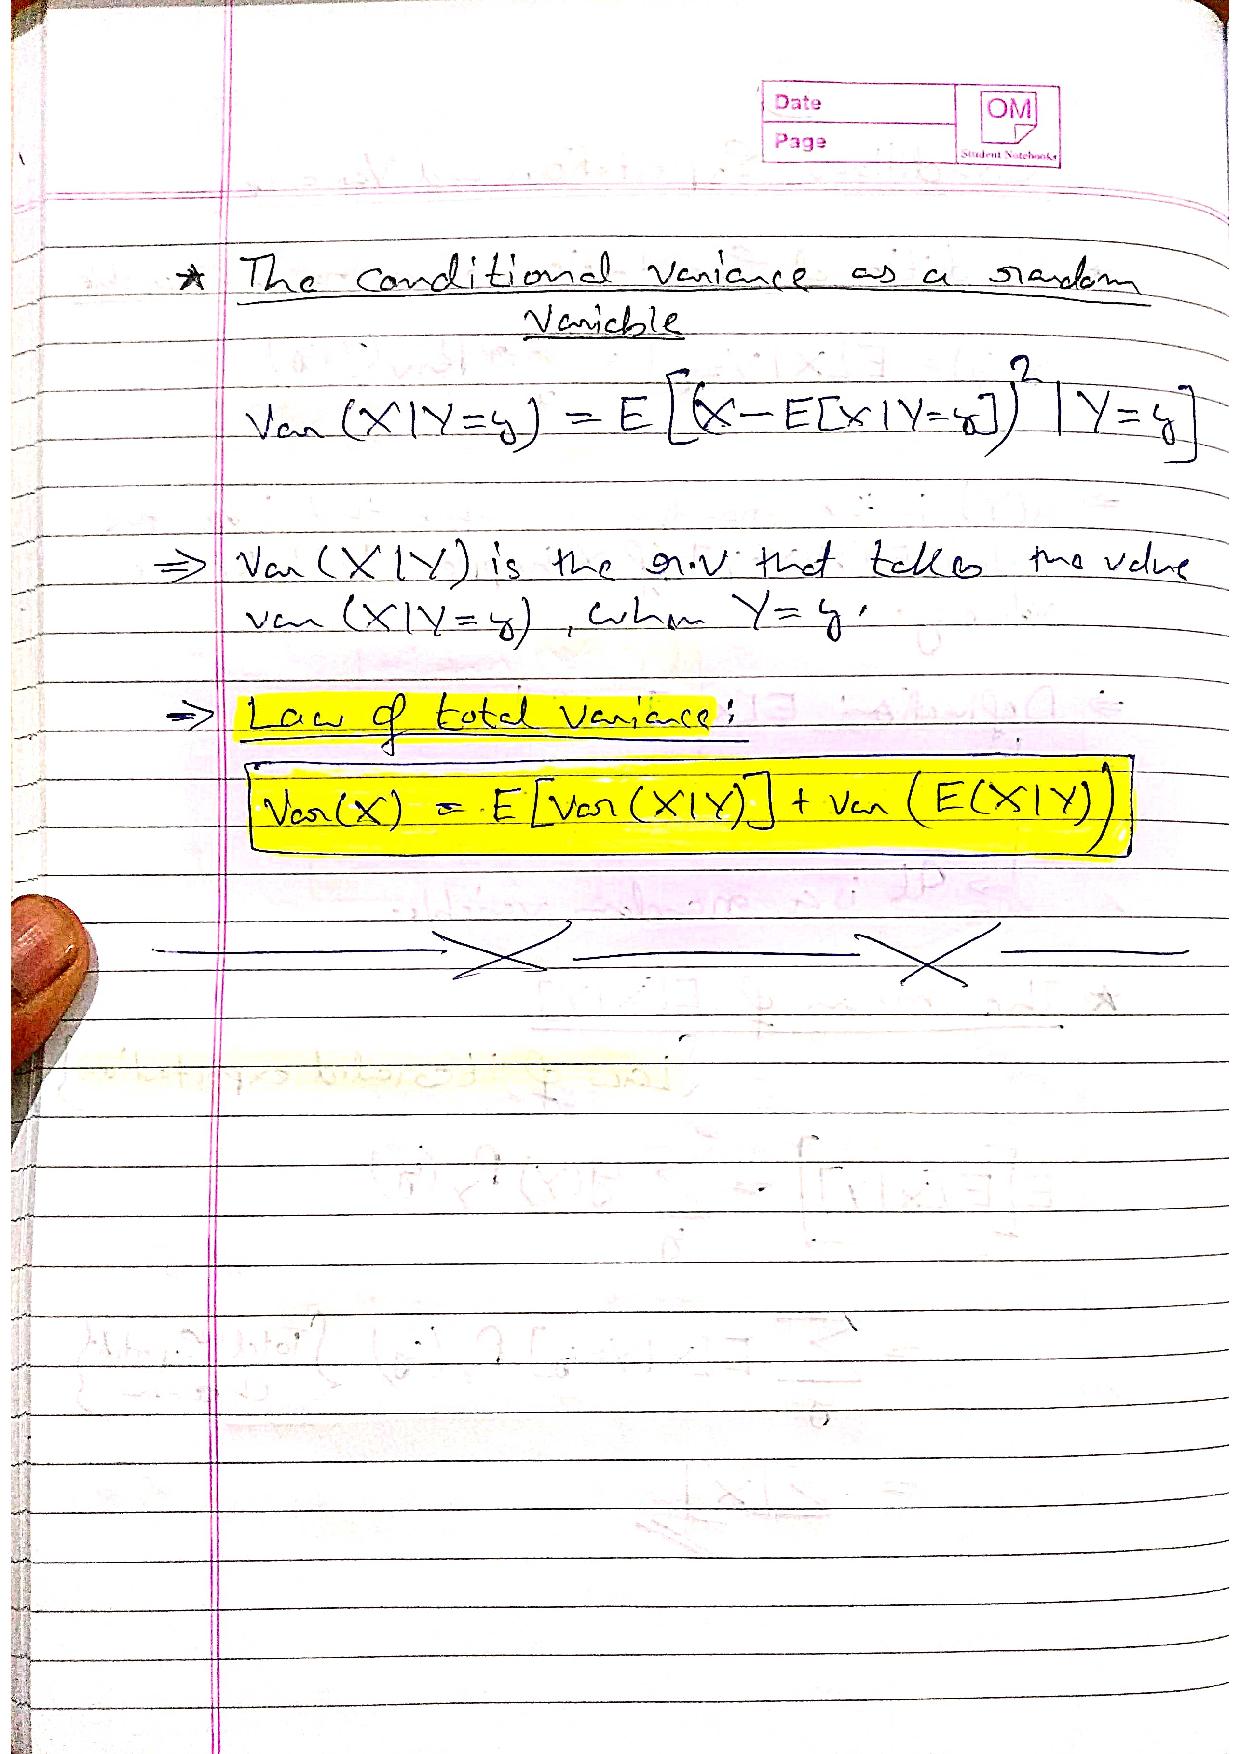 Date
OM
Page
Student Notebooks
* The conditional variance as a random
variable
Var (X|Y=y) = E [(X-E[X|Y=y])² | Y=y]
⇒ Var (X|Y) is the r.v that takes the value
var (X|Y=y), when Y=y.
⇒ Law of total variance:
Var(X) = E [Var (X|Y)] + Var (E(X|Y))